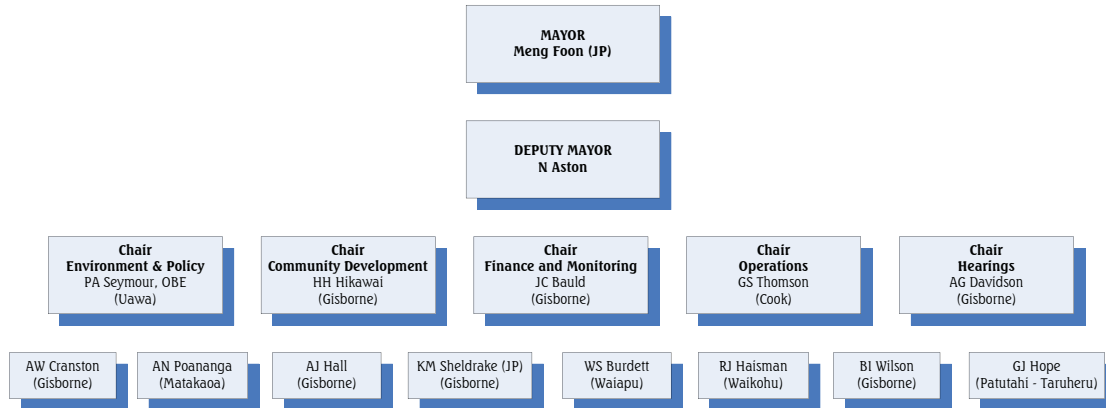 MAYOR
Meng Foon (JP)
DEPUTY MAYOR
N Aston
Chair
Environment & Policy
PA Seymour, OBE
(Uawa)
Chair
Community Development
HH Hikawai
(Gisborne)
Chair
Finance and Monitoring
JC Bauld
(Gisborne)
Chair
Operations
GS Thomson
(Cook)
Chair
Hearings
AG Davidson
(Gisborne)
AW Cranston
(Gisborne)
AN Poananga
(Matakaoa)
AJ Hall
(Gisborne)
KM Sheldrake (JP)
(Gisborne)
WS Burdett
(Waiapu)
RJ Haisman
(Waikohu)
BI Wilson
(Gisborne)
GJ Hope
(Patutahi - Taruheru)